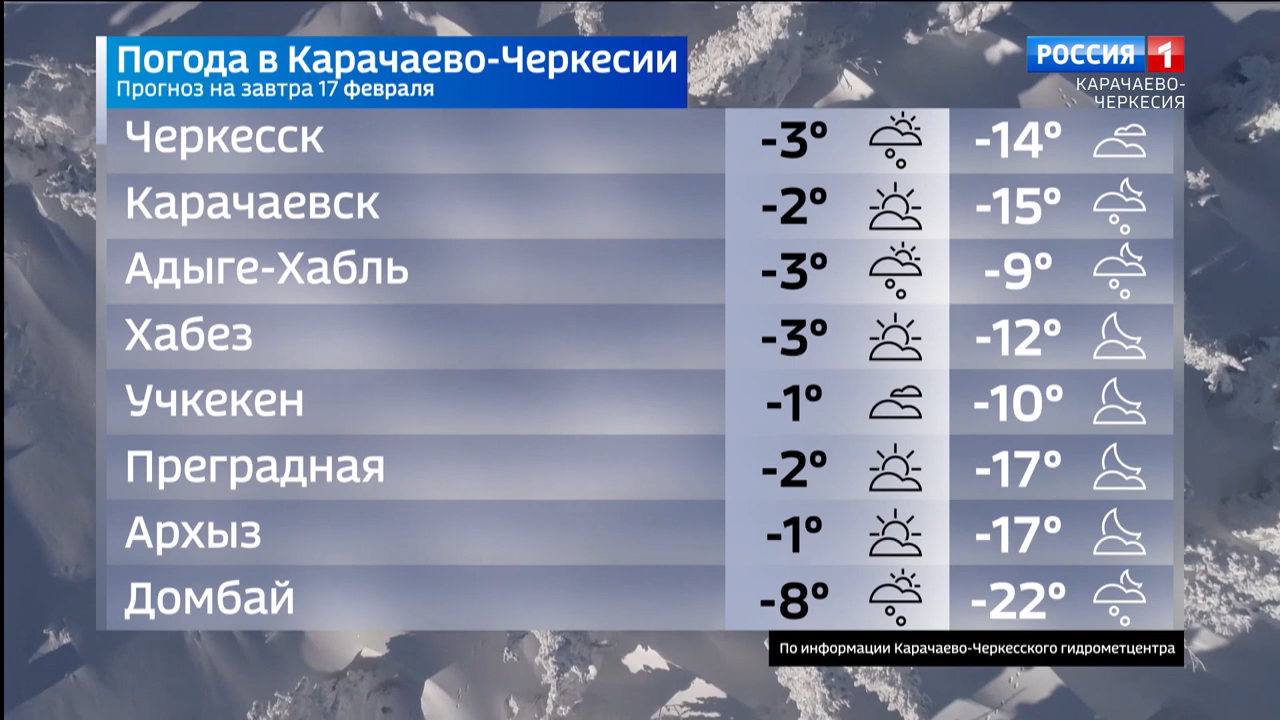 Погода в Карачаево-Черкесии
Прогноз на завтра 17 февраля
РОССИЯ 1
КАРАЧАЕВО-
ЧЕРКЕСИЯ
Черкесск -3° -14°
Карачаевск -2° -15°
Адыге-Хабль -3° -9°
Хабез -3° -12°
Учкекен -1° -10°
Преградная -2° -17°
Архыз -1° -17°
Домбай -8° -22°
По информации Карачаево-Черкесского гидрометцентра